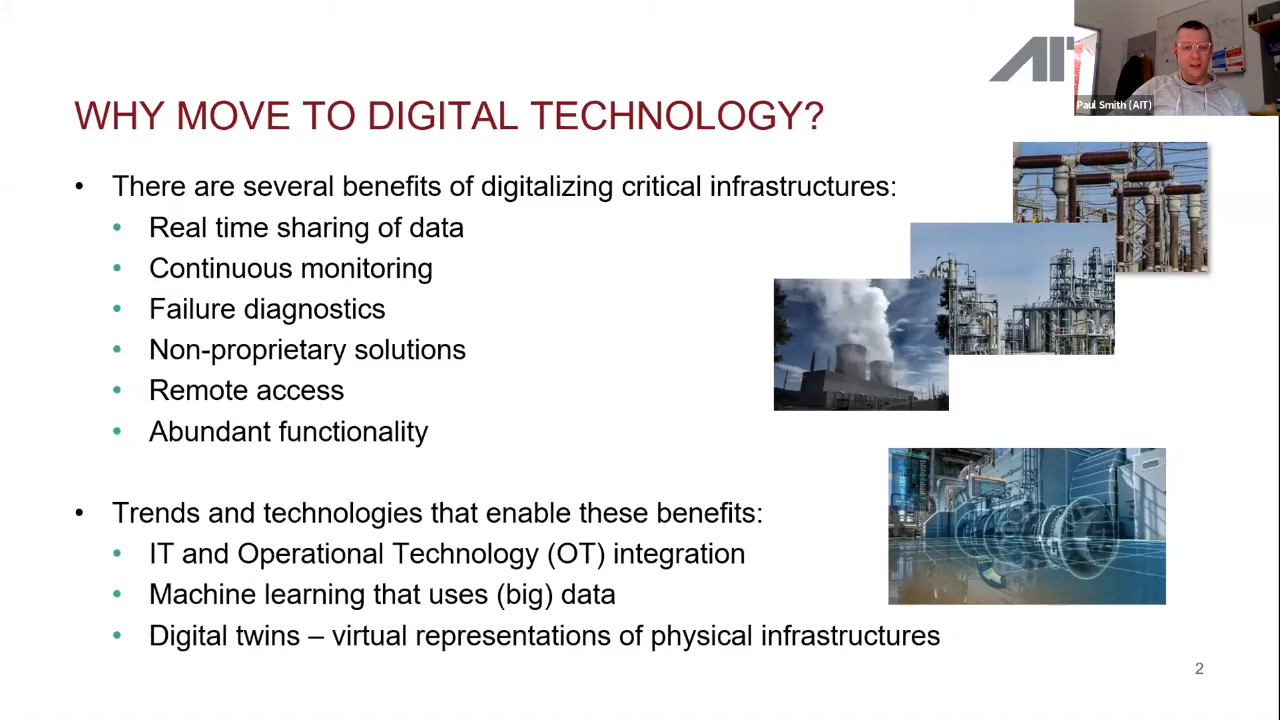 AIT
Paul Smith (AIT)
WHY MOVE TO DIGITAL TECHNOLOGY?
• There are several benefits of digitalizing critical infrastructures:
• Real time sharing of data
• Continuous monitoring
• Failure diagnostics
• Non-proprietary solutions
• Remote access
• Abundant functionality
• Trends and technologies that enable these benefits:
• IT and Operational Technology (OT) integration
• Machine learning that uses (big) data
• Digital twins – virtual representations of physical infrastructures
2